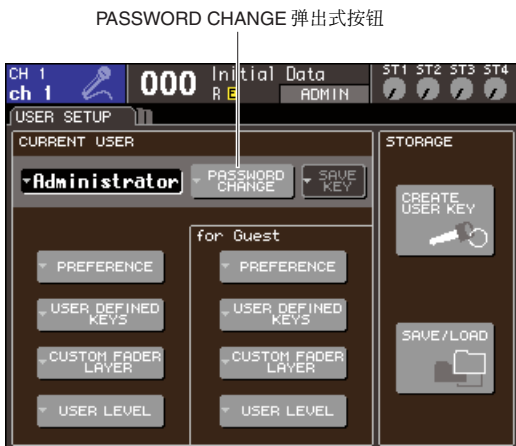 PASSWORD CHANGE 弹出式按钮
CH 1
ch 1
000
Initial Data
R E
ADMIN
ST1 ST2 ST3 ST4
USER SETUP
CURRENT USER
Administrator
PASSWORD
CHANGE
SAVE
KEY
PREFERENCE
USER DEFINED
KEYS
CUSTOM FADER
LAYER
USER LEVEL
for Guest
PREFERENCE
USER DEFINED
KEYS
CUSTOM FADER
LAYER
USER LEVEL
STORAGE
CREATE
USER KEY
SAVE/LOAD